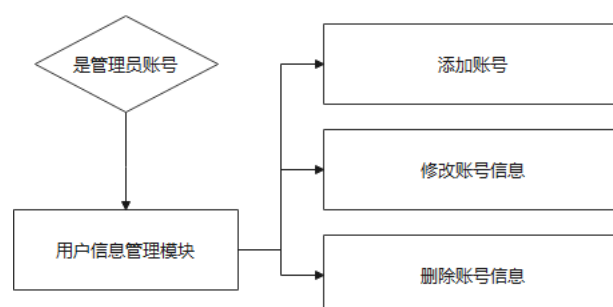 是管理员账号
添加账号
修改账号信息
用户信息管理模块
删除账号信息